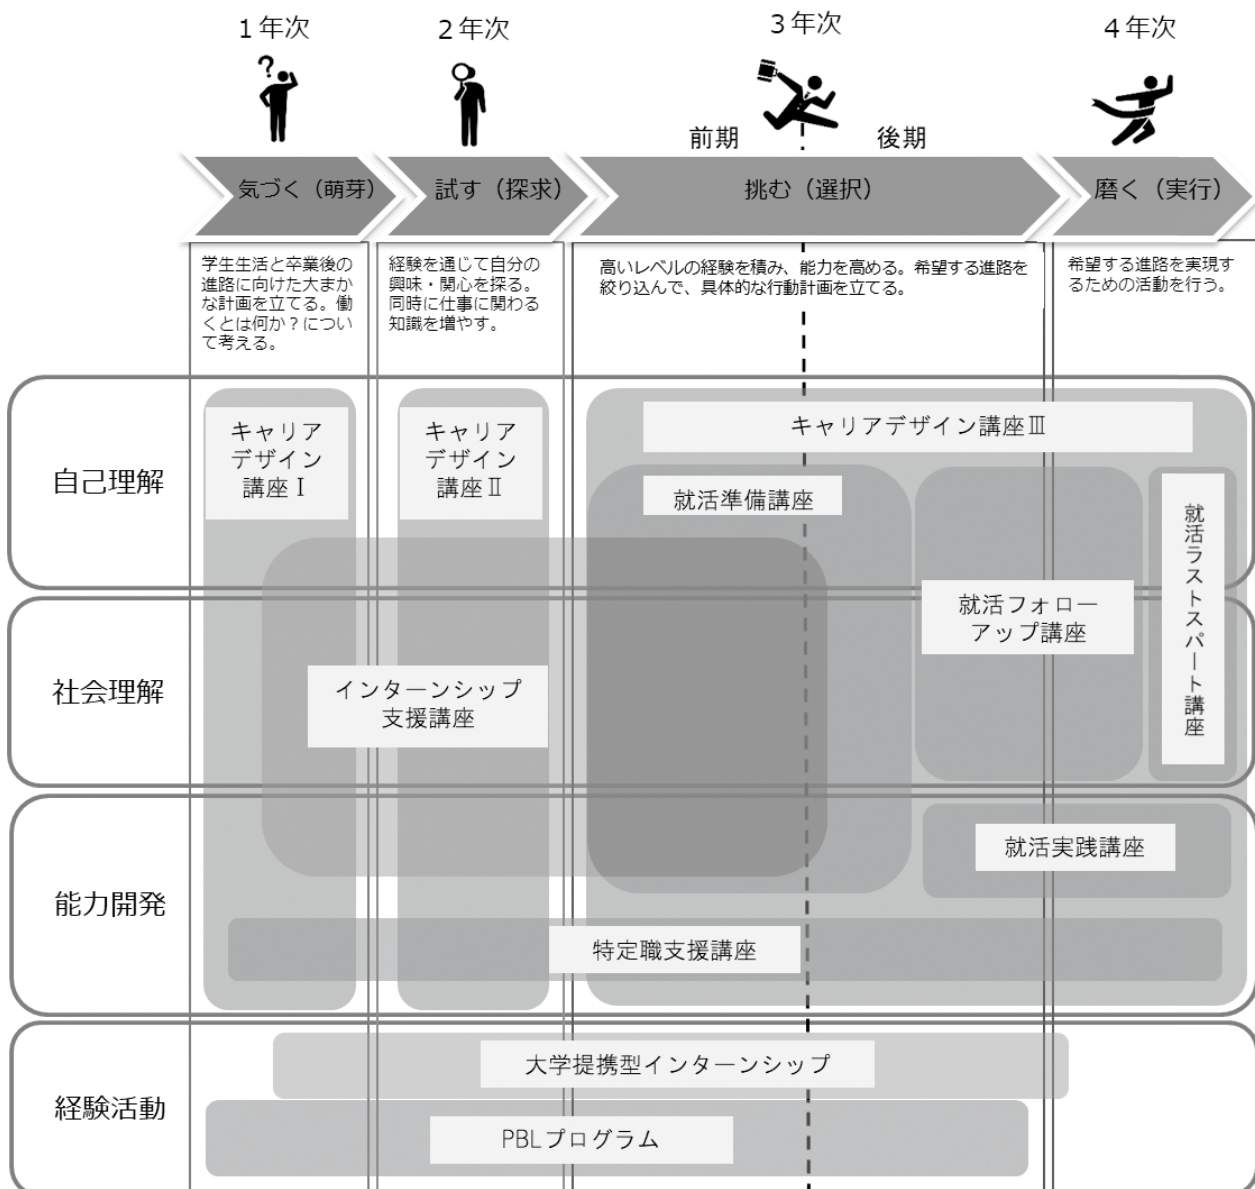 1年次
2年次
3年次
4年次
?
前期
後期
気づく（萌芽）
試す（探求）
挑む（選択）
磨く（実行）
学生生活と卒業後の
進路に向けた大まか
な計画を立てる。働
くとは何か？につい
て考える。
経験を通じて自分の
興味・関心を探る。
同時に仕事に関わる
知識を増やす。
高いレベルの経験を積み、能力を高める。希望する進路を
絞り込んで、具体的な行動計画を立てる。
希望する進路を実現す
るための活動を行う。
自己理解
キャリア
デザイン
講座Ⅰ
キャリア
デザイン
講座Ⅱ
キャリアデザイン講座Ⅲ
就活準備講座
就活フォロー
アップ講座
就活ラストスパート講座
社会理解
インターンシップ
支援講座
能力開発
就活実践講座
特定職支援講座
経験活動
大学提携型インターンシップ
PBLプログラム